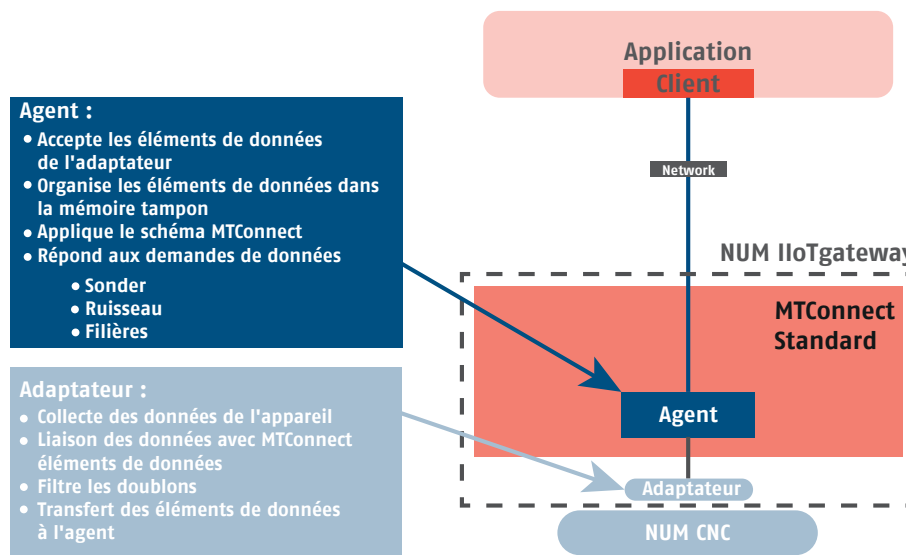 Application
Client
Network
NUM IIoTgateway
MTConnect
Standard
Agent
Adaptateur
NUM CNC
Agent :
• Accepte les éléments de données
de l'adaptateur
• Organise les éléments de données dans
la mémoire tampon
• Applique le schéma MTConnect
• Répond aux demandes de données
• Sonder
• Ruisseau
• Filières
Adaptateur :
• Collecte des données de l'appareil
• Liaison des données avec MTConnect
éléments de données
• Filtre les doublons
• Transfert des éléments de données
à l'agent